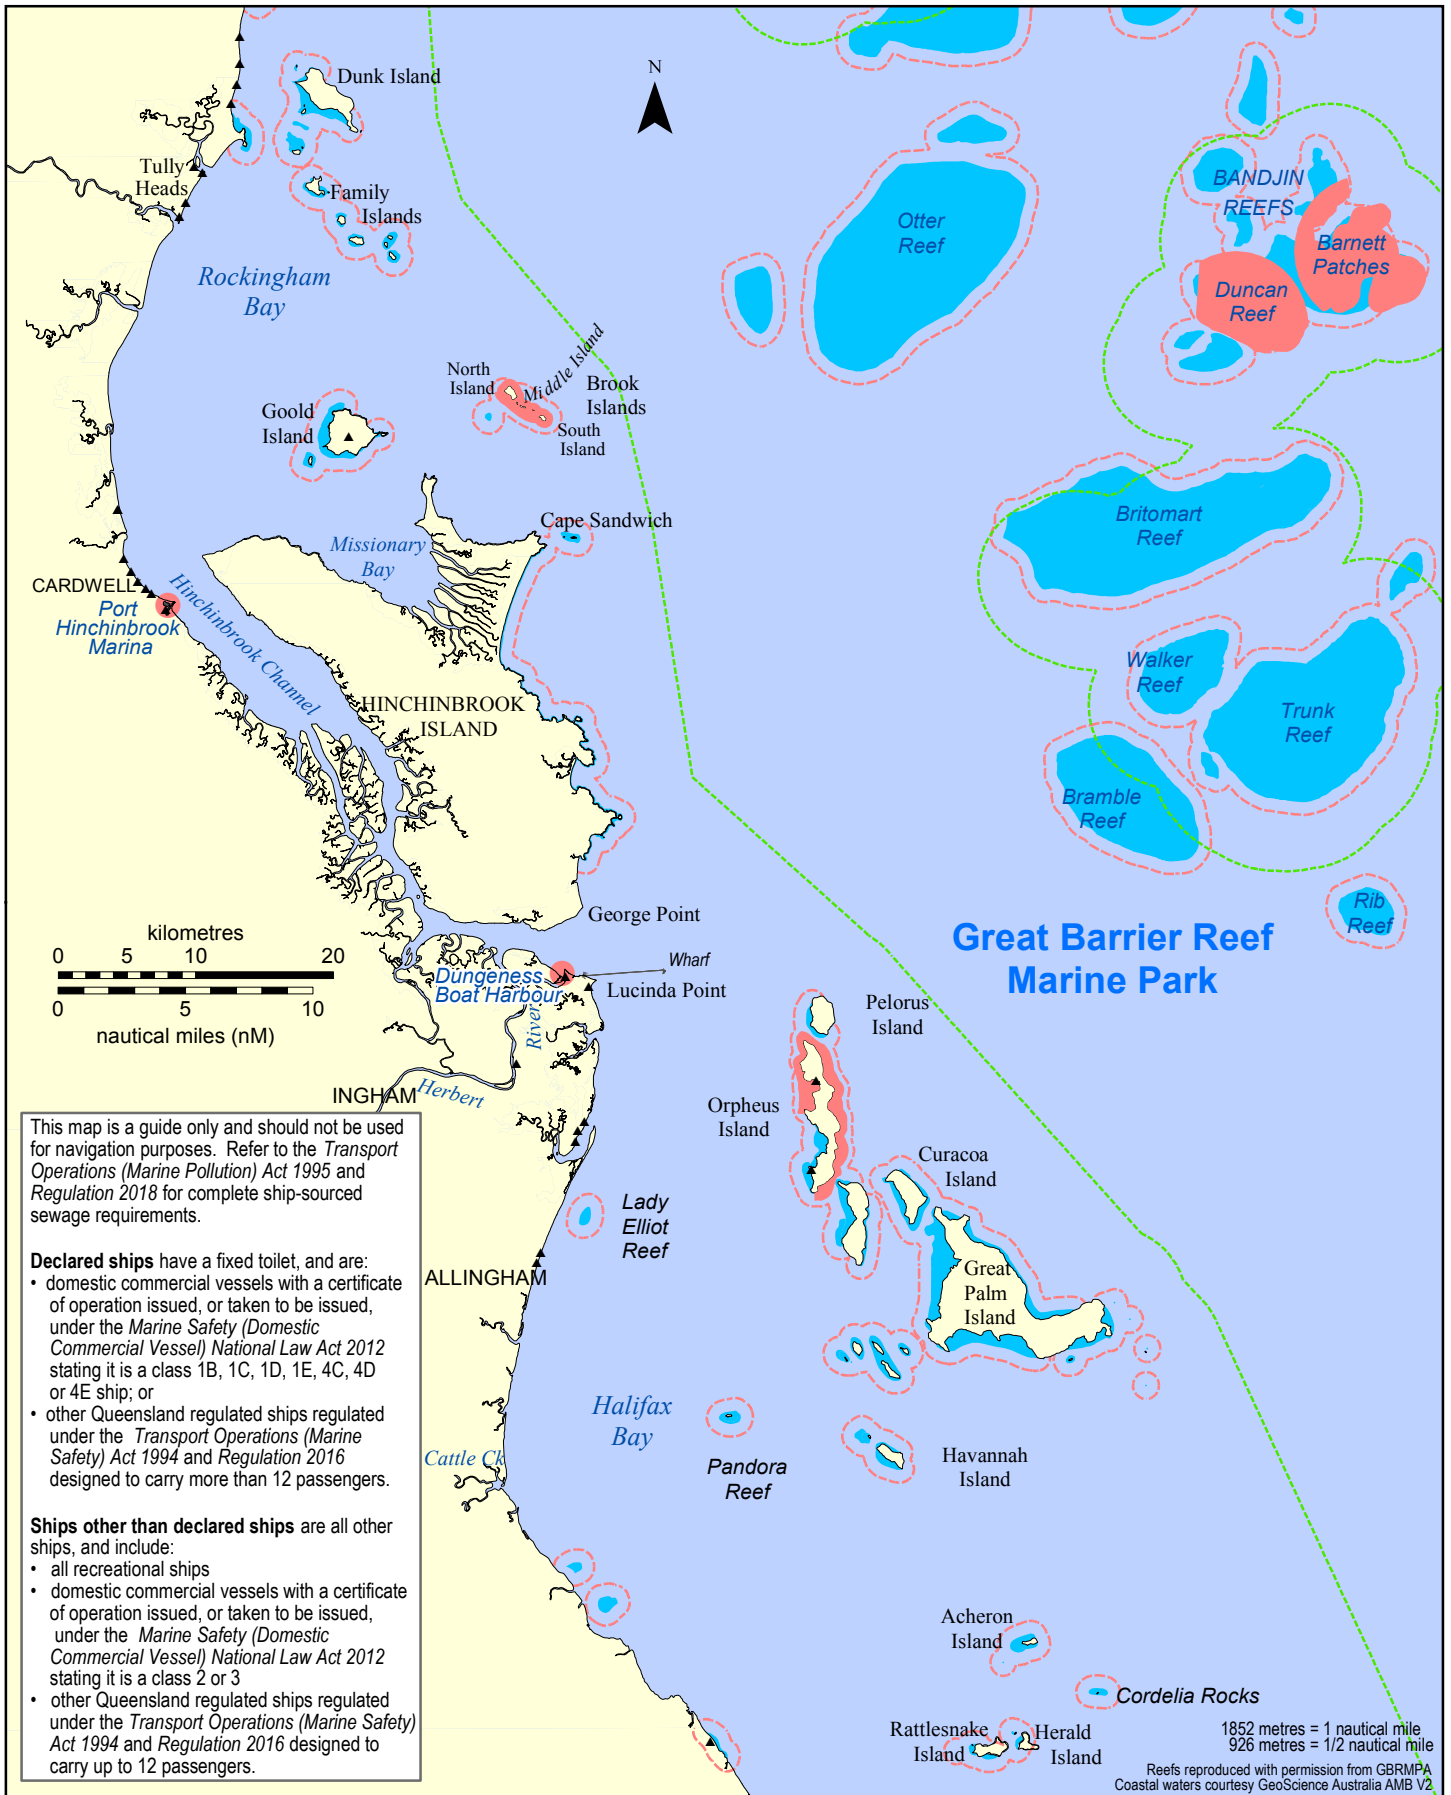 N
Dunk Island
Tully
Heads
Family
Islands
Rockingham
Bay
Otter
Reef
BANDJIN
REEFS
Barnett
Patches
Duncan
Reef
North
Island
Middle Island
Brook
Islands
South
Island
Goold
Island
Cape Sandwich
Missionary
Bay
Britomart
Reef
CARDWELL
Port
Hinchinbrook
Marina
Hinchinbrook Channel
HINCHINBROOK
ISLAND
Walker
Reef
Trunk
Reef
Bramble
Reef
Rib
Reef
George Point
Great Barrier Reef
Marine Park
kilometres
0 5 10 20
0 5 10
nautical miles (nM)
Wharf
Dungeness
Boat Harbour
Lucinda Point
Pelorus
Island
River
Herbert
INGHAM
Orpheus
Island
Curacoa
Island
Lady
Elliot
Reef
ALLINGHAM
Great
Palm
Island
Halifax
Bay
Cattle Ck
Pandora
Reef
Havannah
Island
Acheron
Island
Cordelia Rocks
Rattlesnake
Island
Herald
Island
This map is a guide only and should not be used
for navigation purposes. Refer to the Transport
Operations (Marine Pollution) Act 1995 and
Regulation 2018 for complete ship-sourced
sewage requirements.
Declared ships have a fixed toilet, and are:
• domestic commercial vessels with a certificate
of operation issued, or taken to be issued,
under the Marine Safety (Domestic
Commercial Vessel) National Law Act 2012
stating it is a class 1B, 1C, 1D, 1E, 4C, 4D
or 4E ship; or
• other Queensland regulated ships regulated
under the Transport Operations (Marine
Safety) Act 1994 and Regulation 2016
designed to carry more than 12 passengers.
Ships other than declared ships are all other
ships, and include:
• all recreational ships
• domestic commercial vessels with a certificate
of operation issued, or taken to be issued,
under the Marine Safety (Domestic
Commercial Vessel) National Law Act 2012
stating it is a class 2 or 3
• other Queensland regulated ships regulated
under the Transport Operations (Marine Safety)
Act 1994 and Regulation 2016 designed to
carry up to 12 passengers.
1852 metres = 1 nautical mile
926 metres = 1/2 nautical mile
Reefs reproduced with permission from GBRMPA
Coastal waters courtesy GeoScience Australia AMB V2